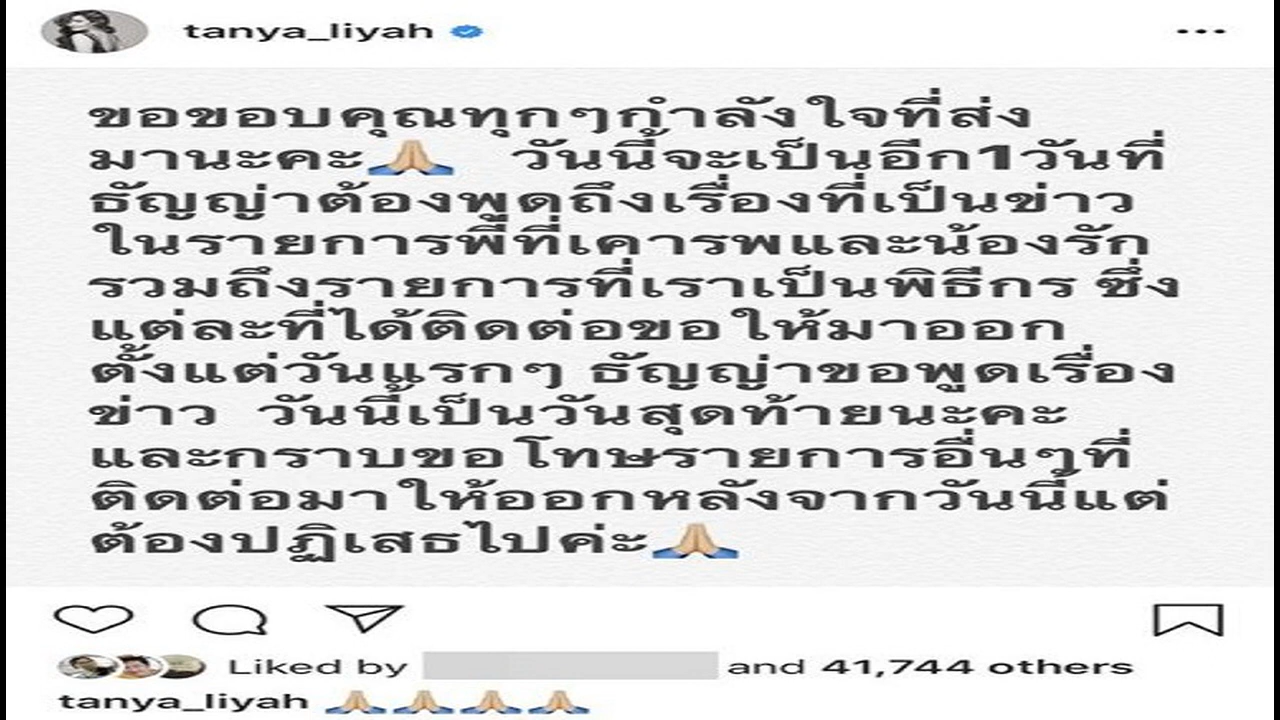 tanya_liyah
ขอขอบคุณทุกๆกำลังใจที่ส่ง
มานะคะ🙏🏼 วันนี้จะเป็นอีก1วันที่
ธัญญ่าต้องพูดถึงเรื่องที่เป็นข่าว
ในรายการพี่ที่เคารพและน้องรัก
รวมถึงรายการที่เราเป็นพิธีกร ซึ่ง
แต่ละที่ได้ติดต่อขอให้มาออก
ตั้งแต่วันแรกๆ ธัญญ่าขอพูดเรื่อง
ข่าว วันนี้เป็นวันสุดท้ายนะคะ
และกราบขอโทษรายการอื่นๆที่
ติดต่อมาให้ออกหลังจากวันนี้แต่
ต้องปฏิเสธไปค่ะ🙏🏼
Liked by and 41,744 others
tanya_liyah 🙏🏼🙏🏼🙏🏼🙏🏼